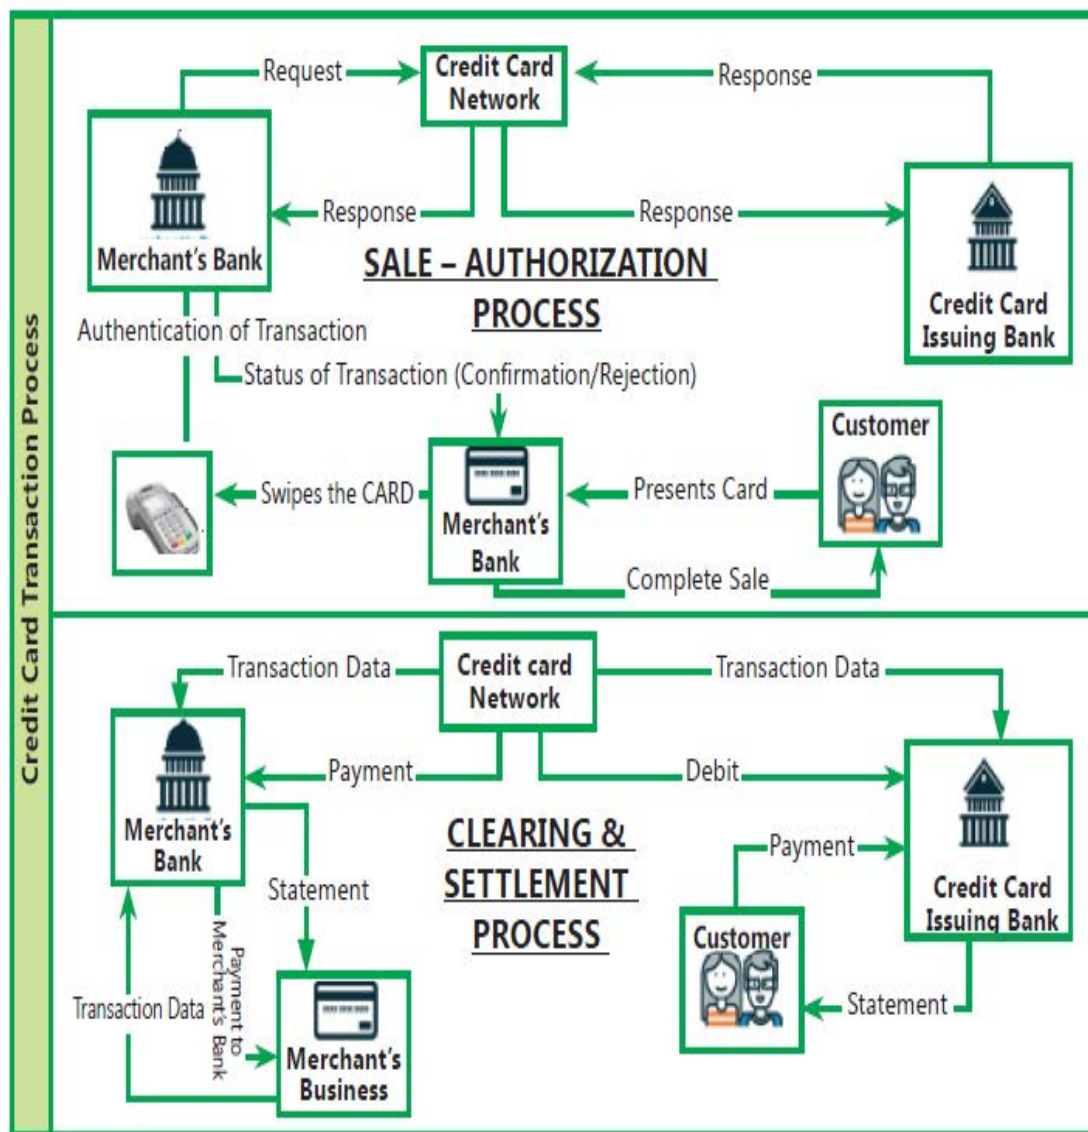 Credit Card Transaction Process
Request
Credit Card
Network
Response
Merchant's Bank
Response
Response
Credit Card
Issuing Bank
SALE – AUTHORIZATION
PROCESS
Authentication of Transaction
Status of Transaction (Confirmation/Rejection)
Customer
Swipes the CARD
Merchant's
Bank
Presents Card
Complete Sale
Transaction Data
Credit card
Network
Transaction Data
Merchant's
Bank
Payment
Debit
Credit Card
Issuing Bank
CLEARING &
SETTLEMENT
PROCESS
Statement
Payment
Customer
Statement
Transaction Data
Payment to
Merchant's Bank
Merchant's
Business